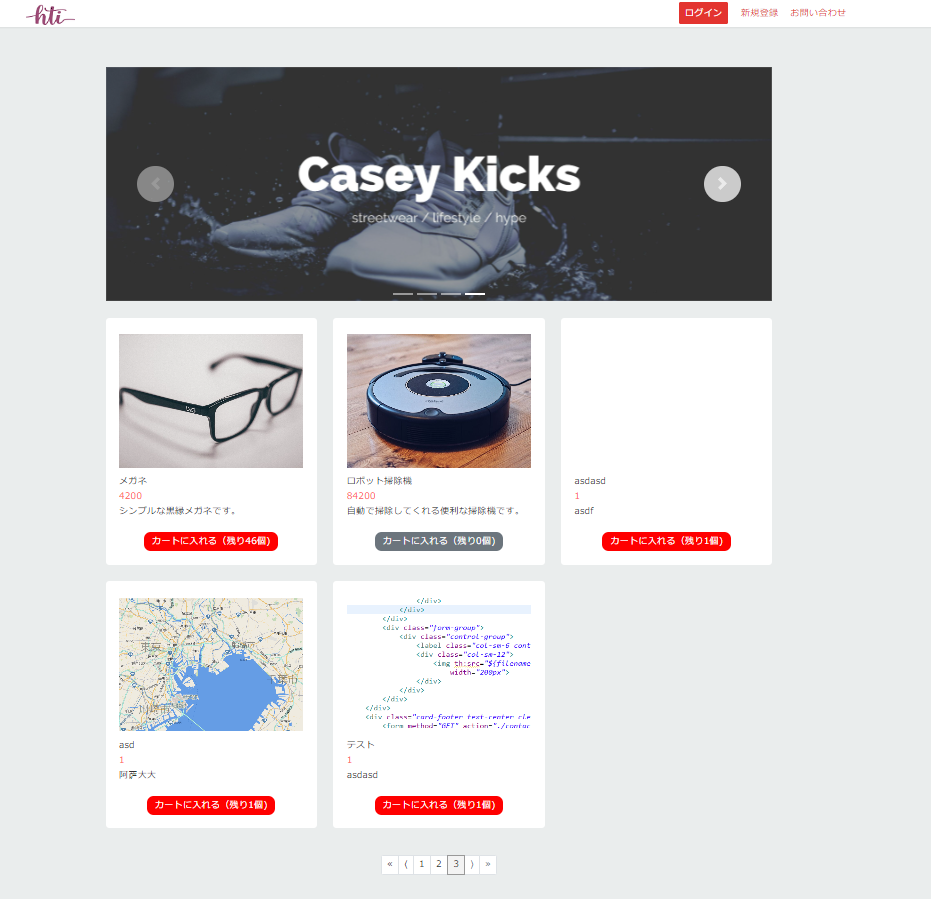 hti
ログイン 新規登録 お問い合わせ
Casey Kicks
streetwear / lifestyle / hype
メガネ
4200
シンプルな黒縁メガネです。
カートに入れる（残り46個)
ロボット掃除機
84200
自動で掃除してくれる便利な掃除機です。
カートに入れる（残り0個)
asdasd
1
asdf
カートに入れる（残り1個)
東京
川崎市
asd
1
阿萨大大
カートに入れる（残り1個)
</div>
</div>
</div>
<div class="form-group">
<div class="control-group">
<label class="col-sm-6 cont
<div class="col-sm-12">
<img th:src="${filename
width="200px">
</div>
</div>
</div>
</div>
<div class="card-footer text-center cle
<form method="GET" action="./contac
テスト
1
asdasd
カートに入れる（残り1個)
« ⟨ 1 2 3 ⟩ »